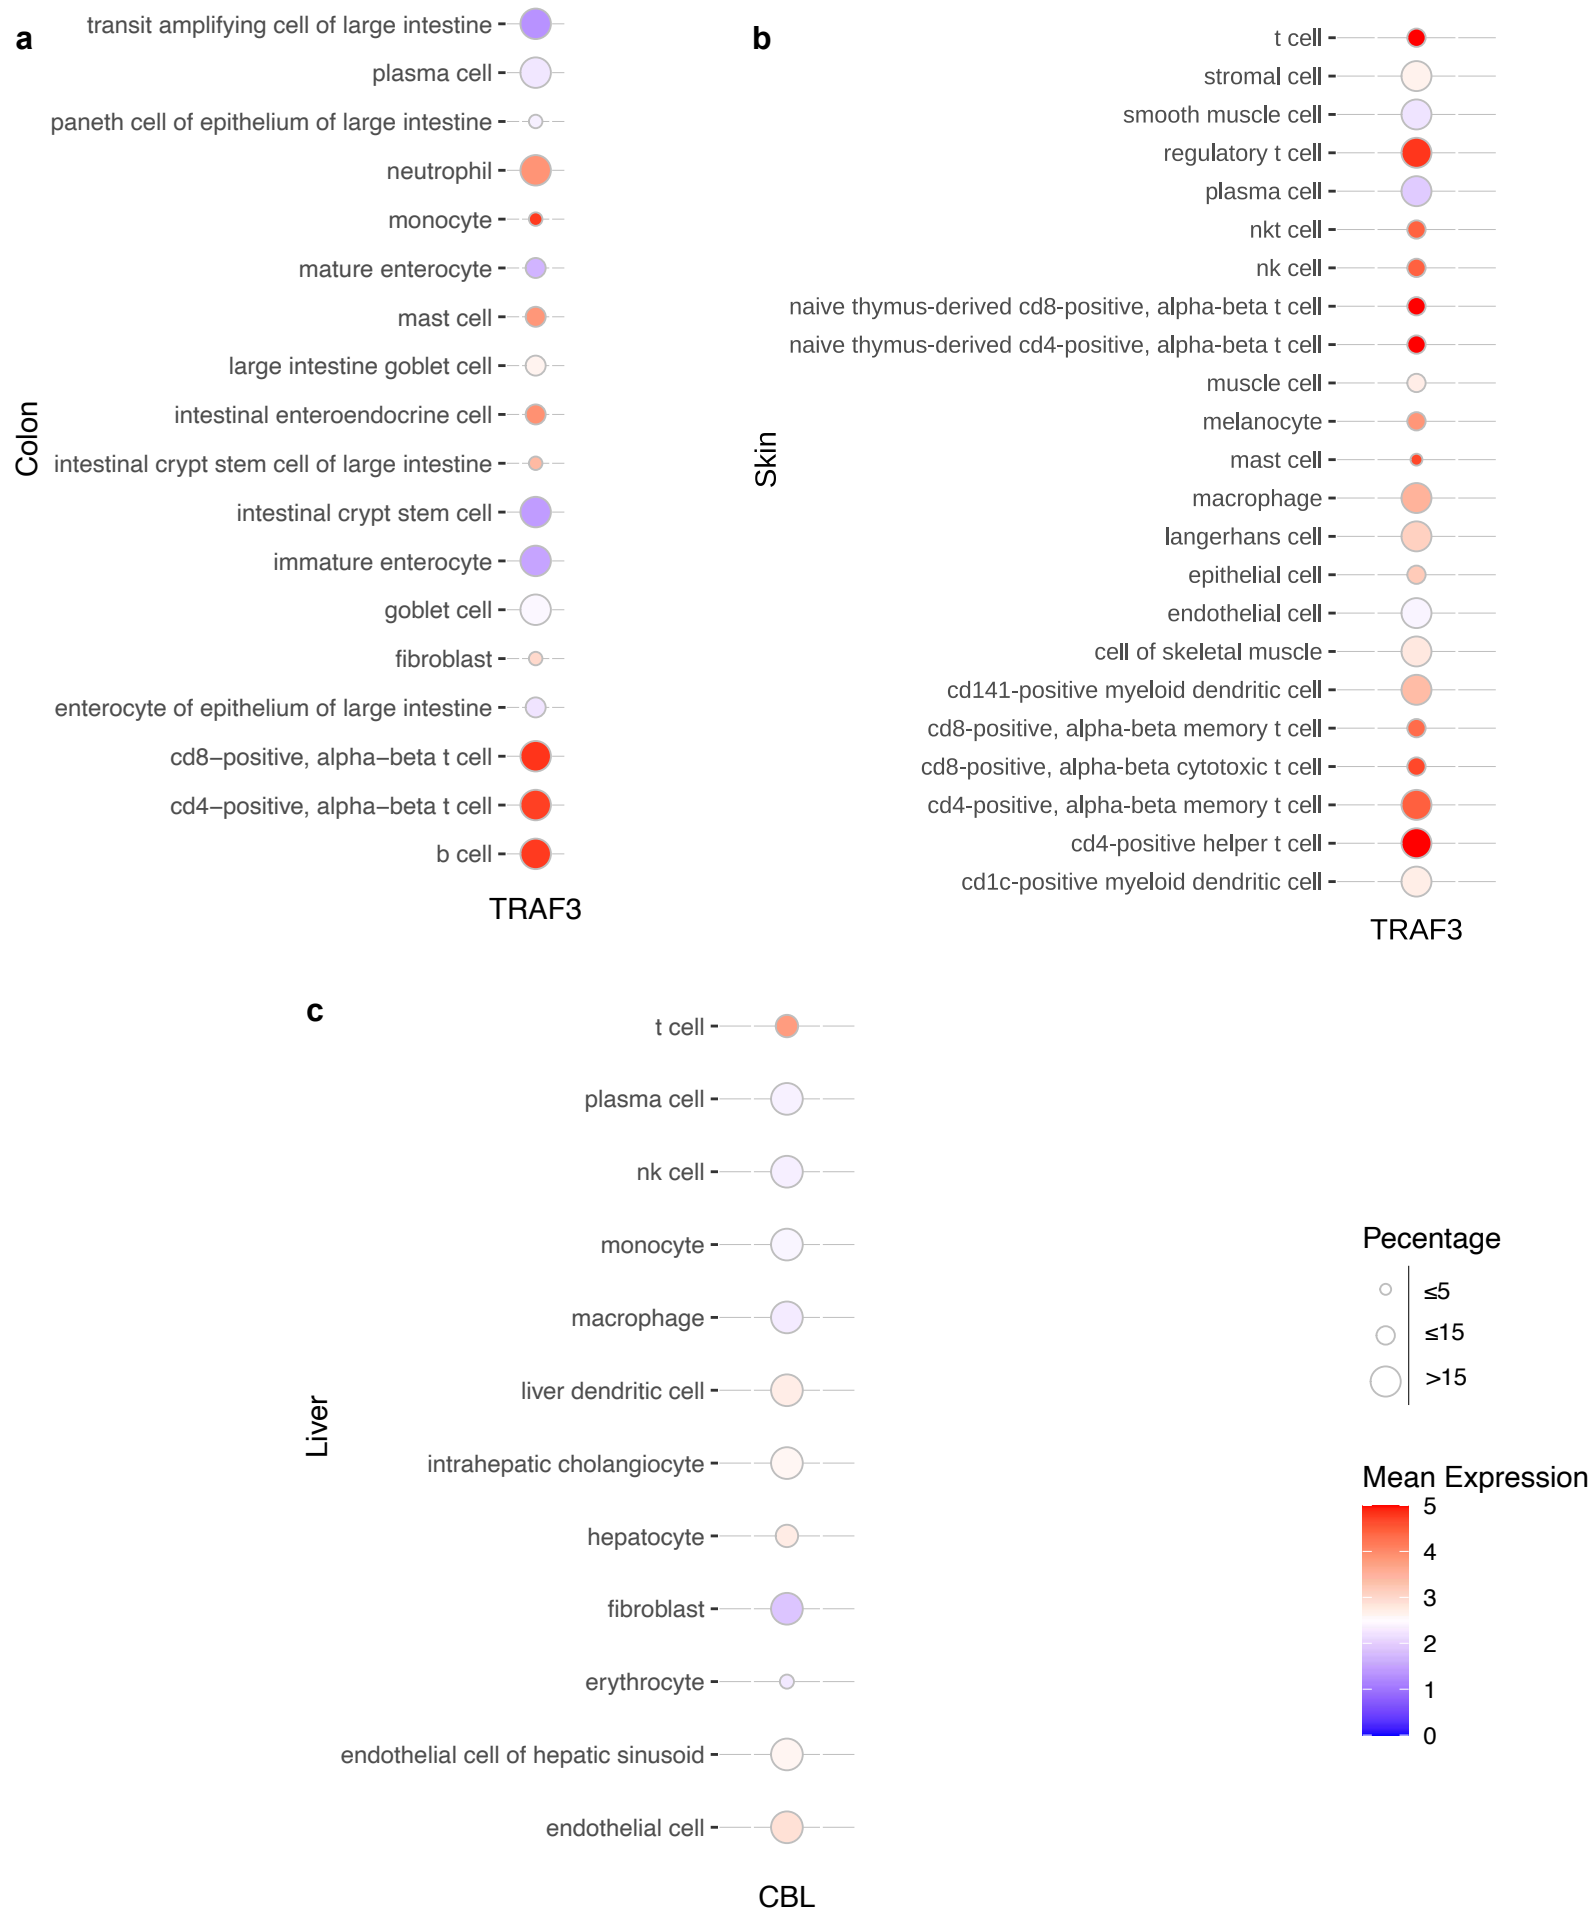 a
transit amplifying cell of large intestine
plasma cell
paneth cell of epithelium of large intestine
neutrophil
monocyte
mature enterocyte
mast cell
large intestine goblet cell
intestinal enteroendocrine cell
intestinal crypt stem cell of large intestine
intestinal crypt stem cell
immature enterocyte
goblet cell
fibroblast
enterocyte of epithelium of large intestine
cd8−positive, alpha−beta t cell
cd4−positive, alpha−beta t cell
b cell
Colon
TRAF3
b
t cell
stromal cell
smooth muscle cell
regulatory t cell
plasma cell
nkt cell
nk cell
naive thymus-derived cd8-positive, alpha-beta t cell
naive thymus-derived cd4-positive, alpha-beta t cell
muscle cell
melanocyte
mast cell
macrophage
langerhans cell
epithelial cell
endothelial cell
cell of skeletal muscle
cd141-positive myeloid dendritic cell
cd8-positive, alpha-beta memory t cell
cd8-positive, alpha-beta cytotoxic t cell
cd4-positive, alpha-beta memory t cell
cd4-positive helper t cell
cd1c-positive myeloid dendritic cell
Skin
TRAF3
c
t cell
plasma cell
nk cell
monocyte
macrophage
liver dendritic cell
intrahepatic cholangiocyte
hepatocyte
fibroblast
erythrocyte
endothelial cell of hepatic sinusoid
endothelial cell
Liver
CBL
Pecentage
≤5
≤15
>15
Mean Expression
5
4
3
2
1
0